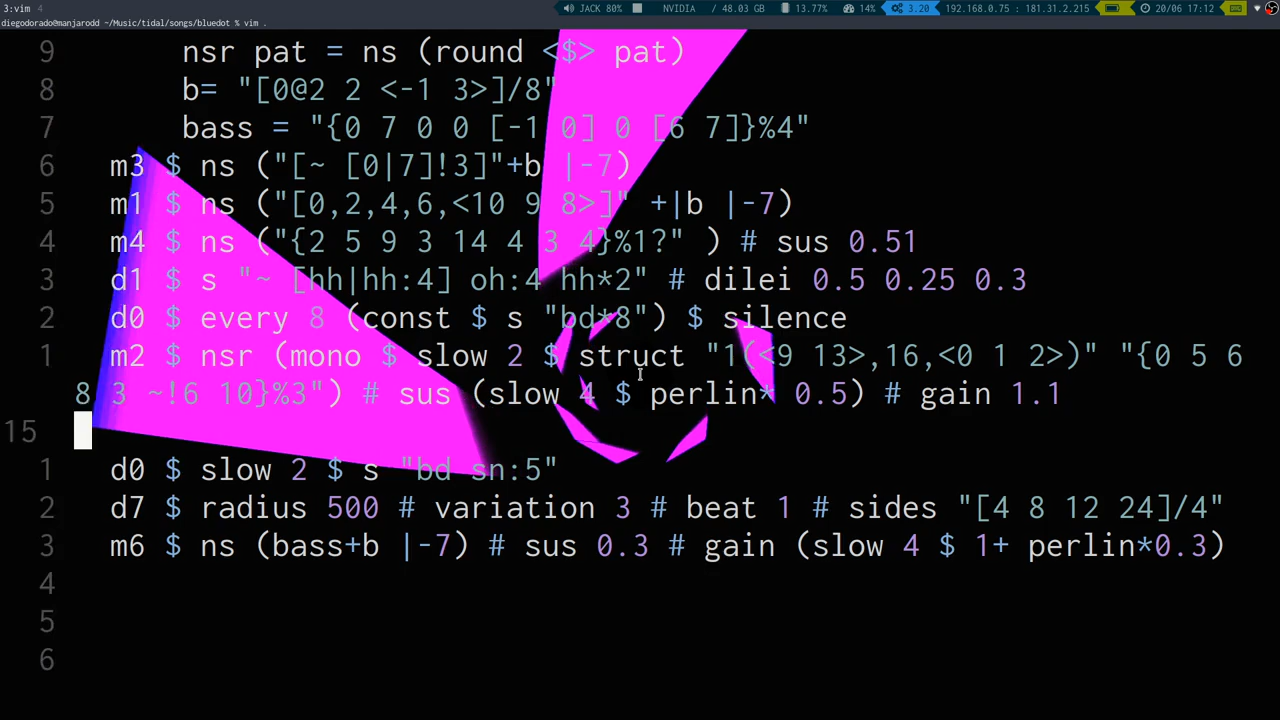 3:vim 4 JACK 80% NVIDIA / 48.03 GB 13.77% 14% 3.20 192.168.0.75 : 181.31.2.215 20/06 17:12
diegodorado@manjarodd ~/Music/tidal/songs/bluedot % vim .
9 nsr pat = ns (round <$> pat)
8 b= "[0@2 2 <-1 3>]/8"
7 bass = "{0 7 0 0 [-1 0] 0 [6 7]}%4"
6 m3 $ ns ("[~ [0|7]!3]"+b |-7)
5 m1 $ ns ("[0,2,4,6,<10 9 8>]" +|b |-7)
4 m4 $ ns ("{2 5 9 3 14 4 3 4}%1?" ) # sus 0.51
3 d1 $ s "~ [hh|hh:4] oh:4 hh*2" # dilei 0.5 0.25 0.3
2 d0 $ every 8 (const $ s "bd*8") $ silence
1 m2 $ nsr (mono $ slow 2 $ struct "1(<9 13>,16,<0 1 2>)" "{0 5 6
8 3 ~!6 10}%3") # sus (slow 4 $ perlin* 0.5) # gain 1.1
15
1 d0 $ slow 2 $ s "bd sn:5"
2 d7 $ radius 500 # variation 3 # beat 1 # sides "[4 8 12 24]/4"
3 m6 $ ns (bass+b |-7) # sus 0.3 # gain (slow 4 $ 1+ perlin*0.3)
4
5
6